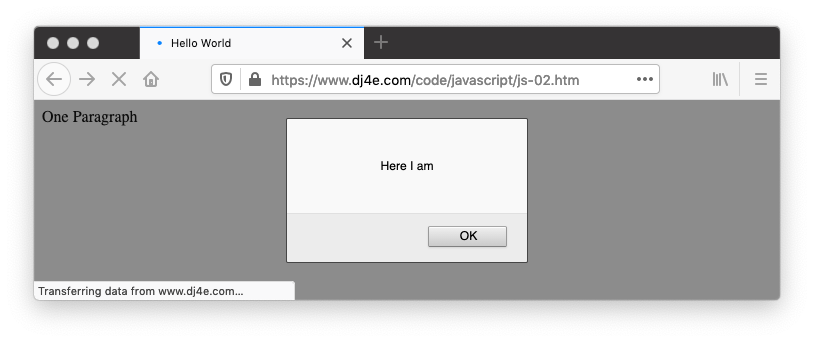 Hello World
https://www.dj4e.com/code/javascript/js-02.htm
One Paragraph
Here I am
OK
Transferring data from www.dj4e.com...